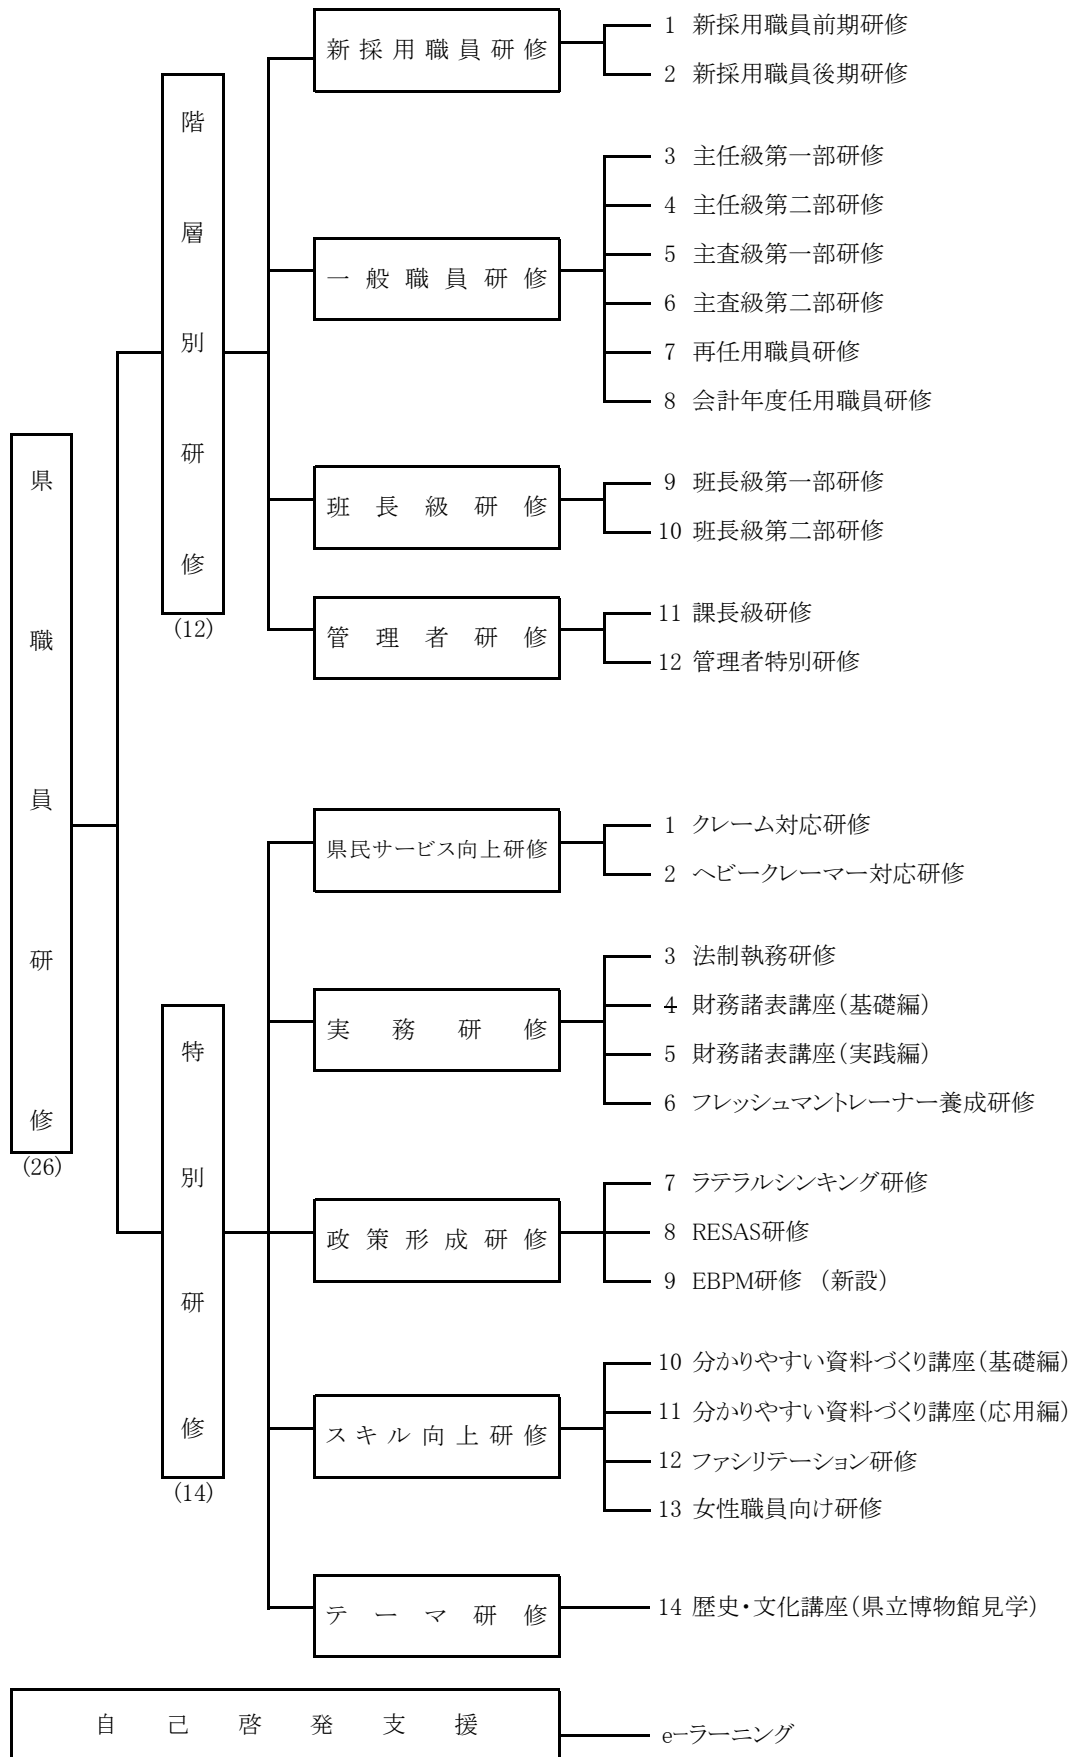 県職員研修
(26)
階層別研修
(12)
新採用職員研修
1 新採用職員前期研修
2 新採用職員後期研修
一般職員研修
3 主任級第一部研修
4 主任級第二部研修
5 主査級第一部研修
6 主査級第二部研修
7 再任用職員研修
8 会計年度任用職員研修
班長級研修
9 班長級第一部研修
10 班長級第二部研修
管理者研修
11 課長級研修
12 管理者特別研修
特別研修
(14)
県民サービス向上研修
1 クレーム対応研修
2 ヘビークレーマー対応研修
実務研修
3 法制執務研修
4 財務諸表講座（基礎編）
5 財務諸表講座（実践編）
6 フレッシュマントレーナー養成研修
政策形成研修
7 ラテラルシンキング研修
8 RESAS研修
9 EBPM研修 （新設）
スキル向上研修
10 分かりやすい資料づくり講座（基礎編）
11 分かりやすい資料づくり講座（応用編）
12 ファシリテーション研修
13 女性職員向け研修
テーマ研修
14 歴史・文化講座（県立博物館見学）
自己啓発支援
e-ラーニング